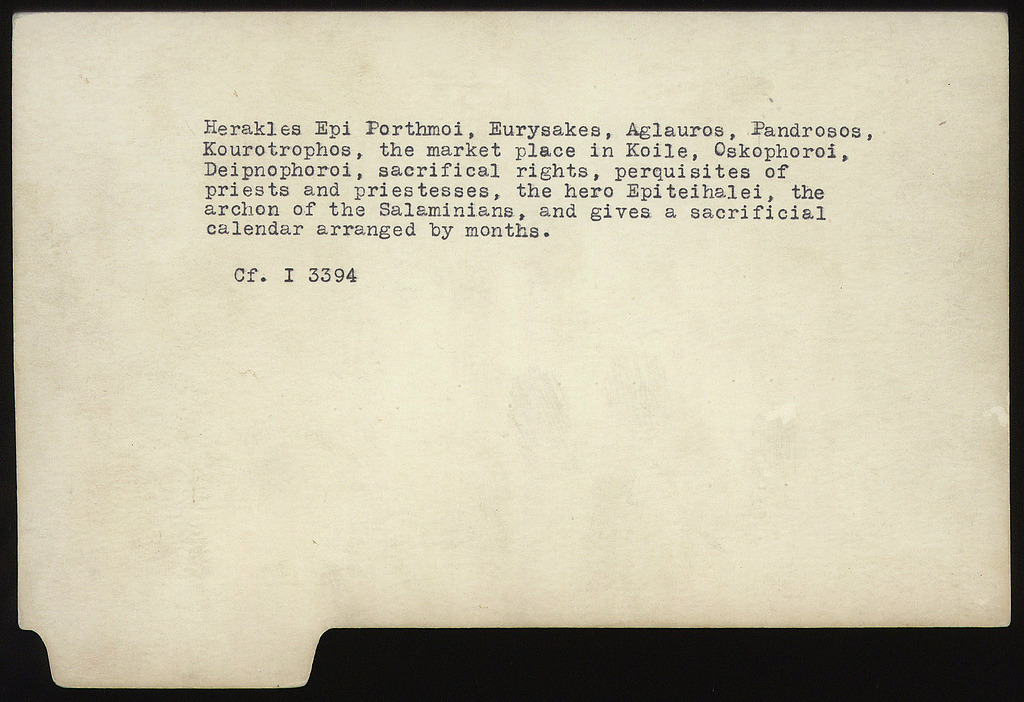 Herakles Epi Porthmoi, Eurysakes, Aglauros, Pandrosos,
Kourotrophos, the market place in Koile, Oskophoroi,
Deipnophoroi, sacrifical rights, perquisites of
priests and priestesses, the hero Epiteihalei, the
archon of the Salaminians, and gives a sacrificial
calendar arranged by months.
Cf. I 3394